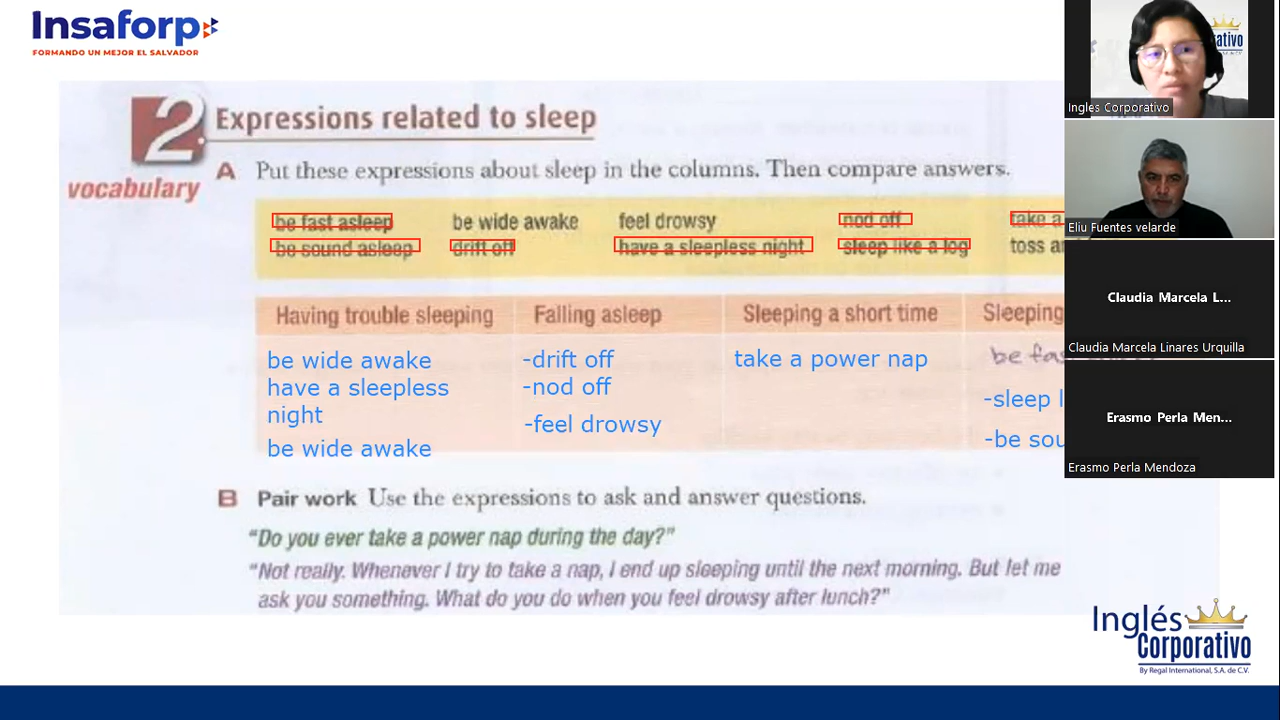 Insaforp
FORMANDO UN MEJOR EL SALVADOR
2 Expressions related to sleep
vocabulary
A Put these expressions about sleep in the columns. Then compare answers.
be fast asleep be wide awake feel drowsy nod off take a
be sound asleep drift off have a sleepless night sleep like a log toss
Having trouble sleeping Falling asleep Sleeping a short time Sleeping
be wide awake -drift off take a power nap be
have a sleepless -nod off -sleep
night -feel drowsy
be wide awake -be
B Pair work Use the expressions to ask and answer questions.
"Do you ever take a power nap during the day?"
"Not really. Whenever I try to take a nap, I end up sleeping until the next morning. But let me
ask you something. What do you do when you feel drowsy after lunch?"
Ingles Corporativo
Eliu Fuentes velarde
Claudia Marcela L...
Claudia Marcela Linares Urquilla
Erasmo Perla Men...
Erasmo Perla Mendoza
Inglés
Corporativo
By Regal International, S.A. de C.V.